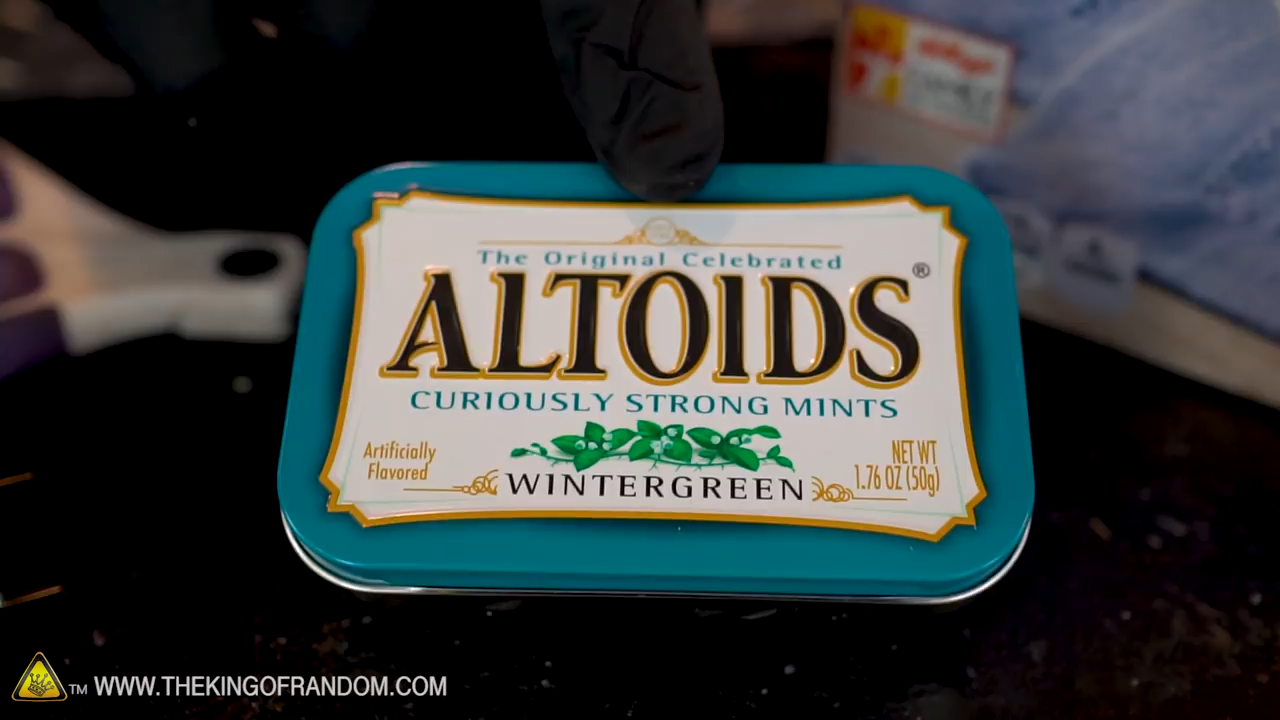 The Original Celebrated
ALTOIDS®
CURIOUSLY STRONG MINTS
Artificially
Flavored
WINTERGREEN
NET WT
1.76 OZ (50g)
TM WWW.THEKINGOFRANDOM.COM